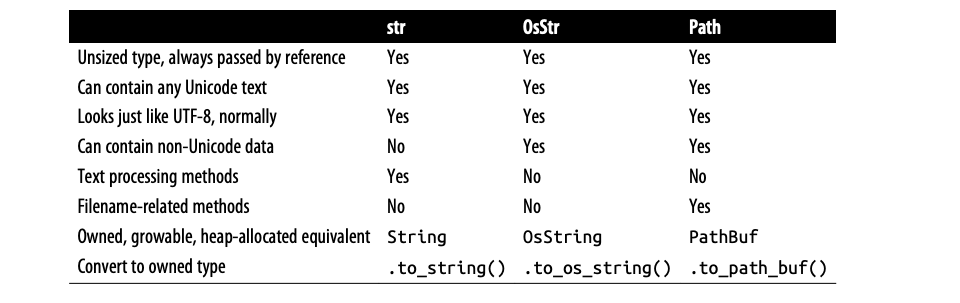 str OsStr Path
Unsized type, always passed by reference Yes Yes Yes
Can contain any Unicode text Yes Yes Yes
Looks just like UTF-8, normally Yes Yes Yes
Can contain non-Unicode data No Yes Yes
Text processing methods Yes No No
Filename-related methods No No Yes
Owned, growable, heap-allocated equivalent String OsString PathBuf
Convert to owned type .to_string() .to_os_string() .to_path_buf()